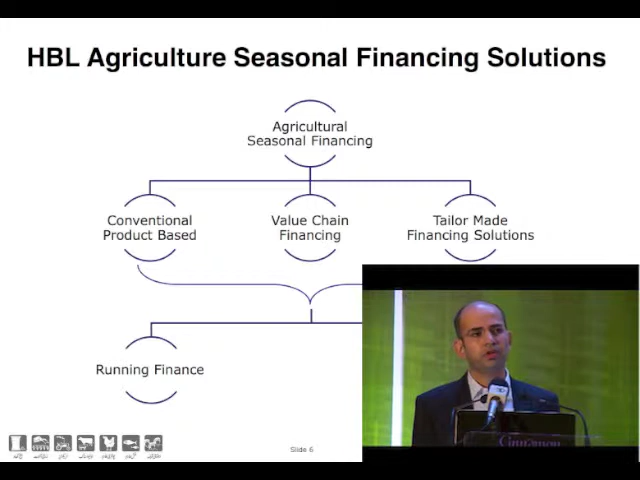 HBL Agriculture Seasonal Financing Solutions
Agricultural
Seasonal Financing
Conventional
Product Based
Value Chain
Financing
Tailor Made
Financing Solutions
Running Finance
Slide 6
Cinnamon